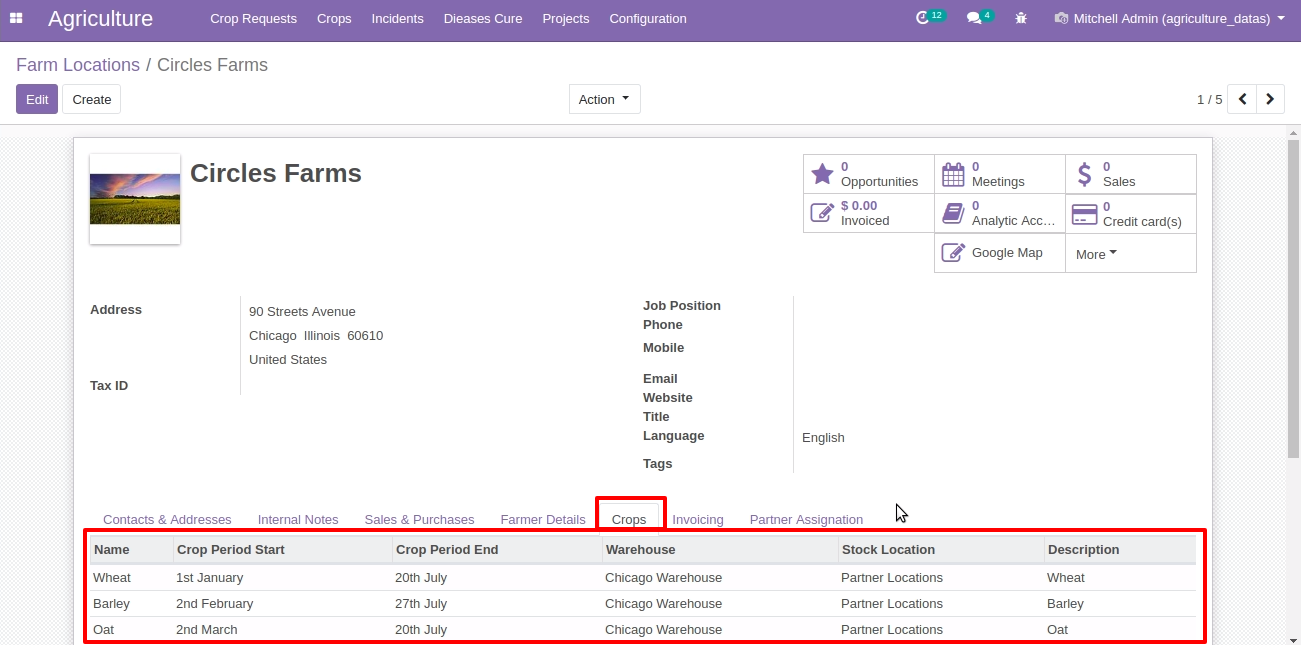 Agriculture Crop Requests Crops Incidents Dieases Cure Projects Configuration 12 4 Mitchell Admin (agriculture_datas)
Farm Locations / Circles Farms
Edit Create Action 1 / 5
Circles Farms
0 Opportunities 0 Meetings 0 Sales
$ 0.00 Invoiced 0 Analytic Acc... 0 Credit card(s)
Google Map More
Address
90 Streets Avenue
Chicago Illinois 60610
United States
Tax ID
Job Position
Phone
Mobile
Email
Website
Title
Language English
Tags
Contacts & Addresses Internal Notes Sales & Purchases Farmer Details Crops Invoicing Partner Assignation
Name Crop Period Start Crop Period End Warehouse Stock Location Description
Wheat 1st January 20th July Chicago Warehouse Partner Locations Wheat
Barley 2nd February 27th July Chicago Warehouse Partner Locations Barley
Oat 2nd March 20th July Chicago Warehouse Partner Locations Oat